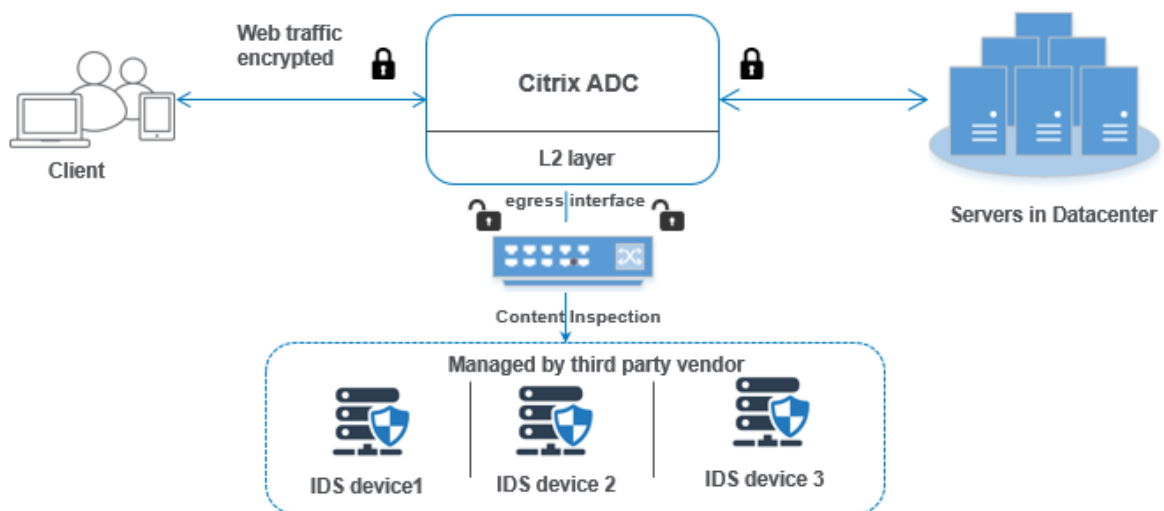 Web traffic
encrypted
Citrix ADC
L2 layer
Client
egress interface
Servers in Datacenter
Content Inspection
Managed by third party vendor
IDS device1
IDS device 2
IDS device 3